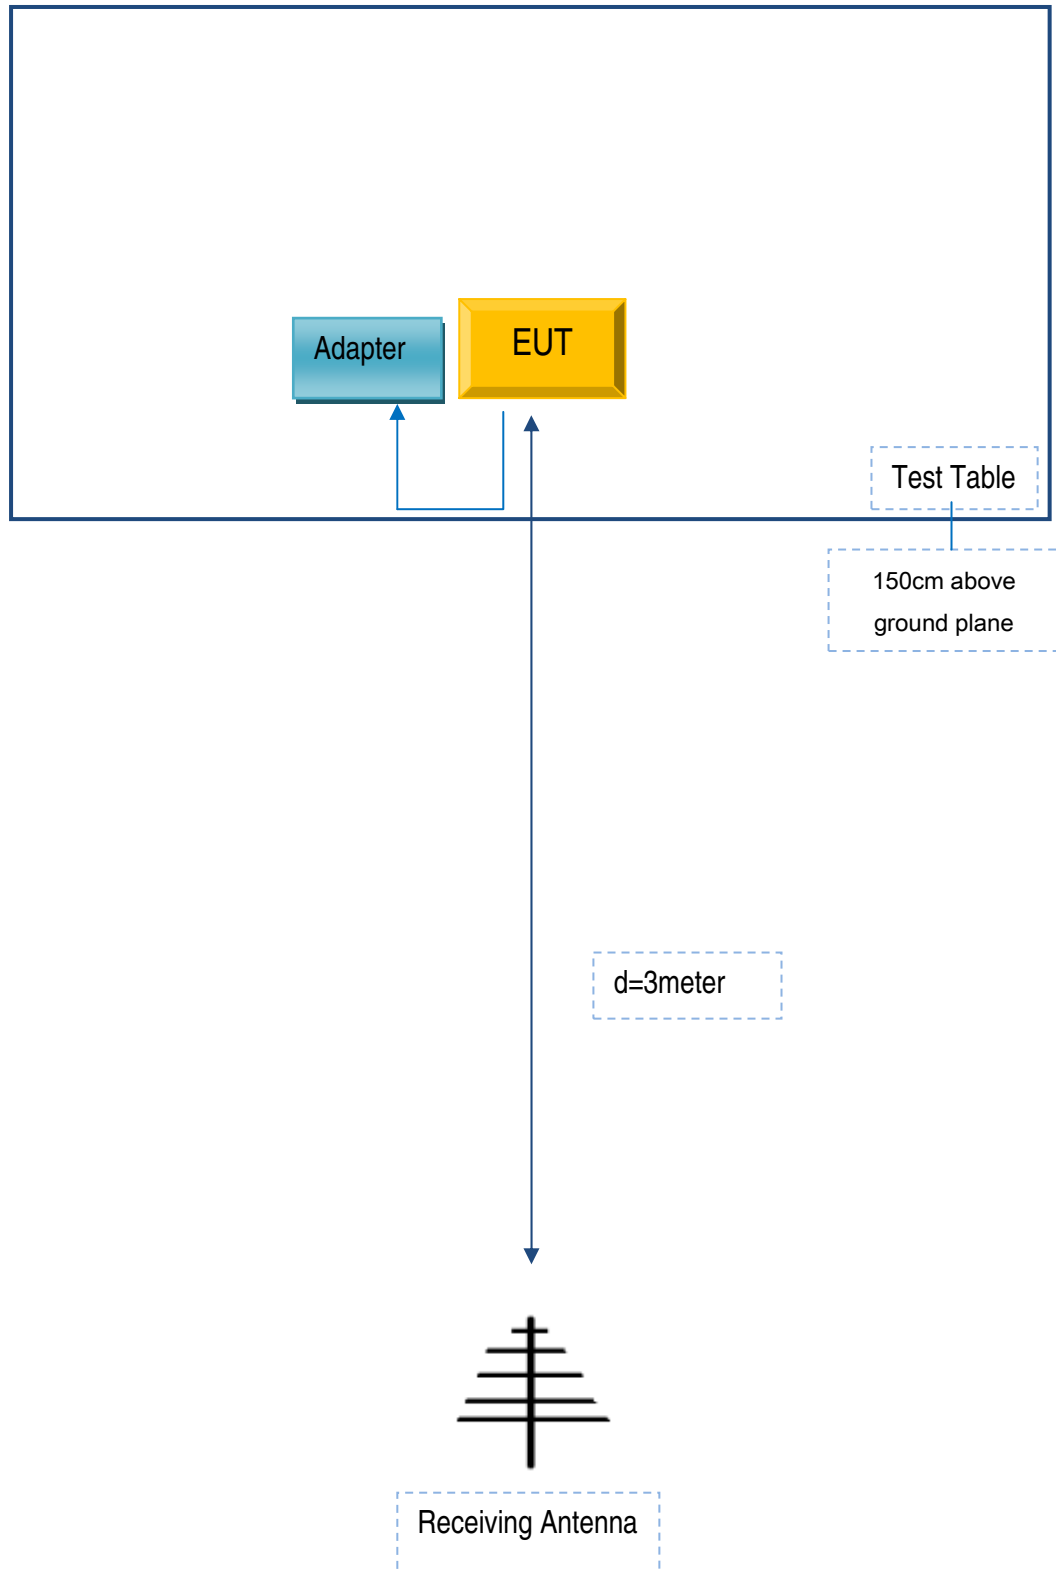 Adapter
EUT
Test Table
150cm above
ground plane
d=3meter
Receiving Antenna